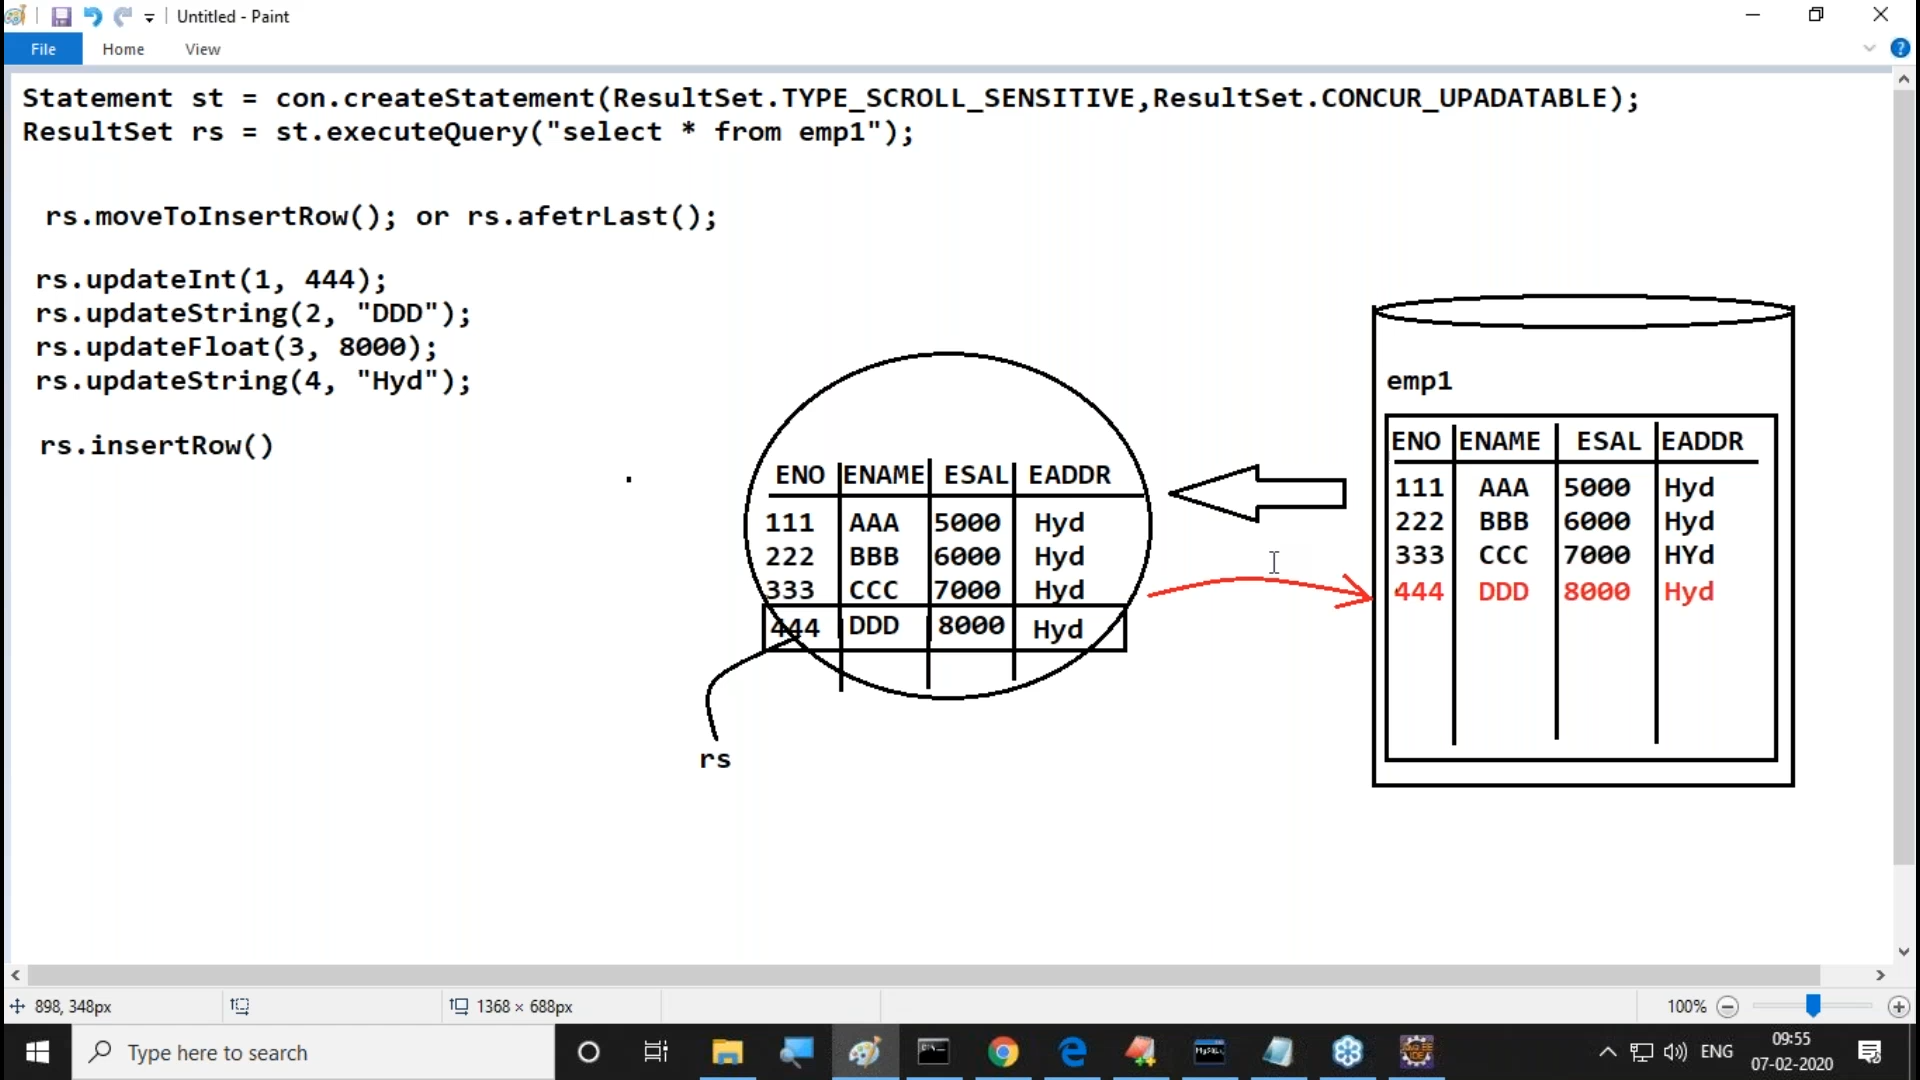 Untitled - Paint
File Home View
Statement st = con.createStatement(ResultSet.TYPE_SCROLL_SENSITIVE,ResultSet.CONCUR_UPADATABLE);
ResultSet rs = st.executeQuery("select * from emp1");
rs.moveToInsertRow(); or rs.afetrLast();
rs.updateInt(1, 444);
rs.updateString(2, "DDD");
rs.updateFloat(3, 8000);
rs.updateString(4, "Hyd");
rs.insertRow()
ENO ENAME ESAL EADDR
111 AAA 5000 Hyd
222 BBB 6000 Hyd
333 CCC 7000 Hyd
444 DDD 8000 Hyd
rs
emp1
ENO ENAME ESAL EADDR
111 AAA 5000 Hyd
222 BBB 6000 Hyd
333 CCC 7000 HYd
444 DDD 8000 Hyd
898, 348px
1368 × 688px
100%
Type here to search
ENG
09:55
07-02-2020